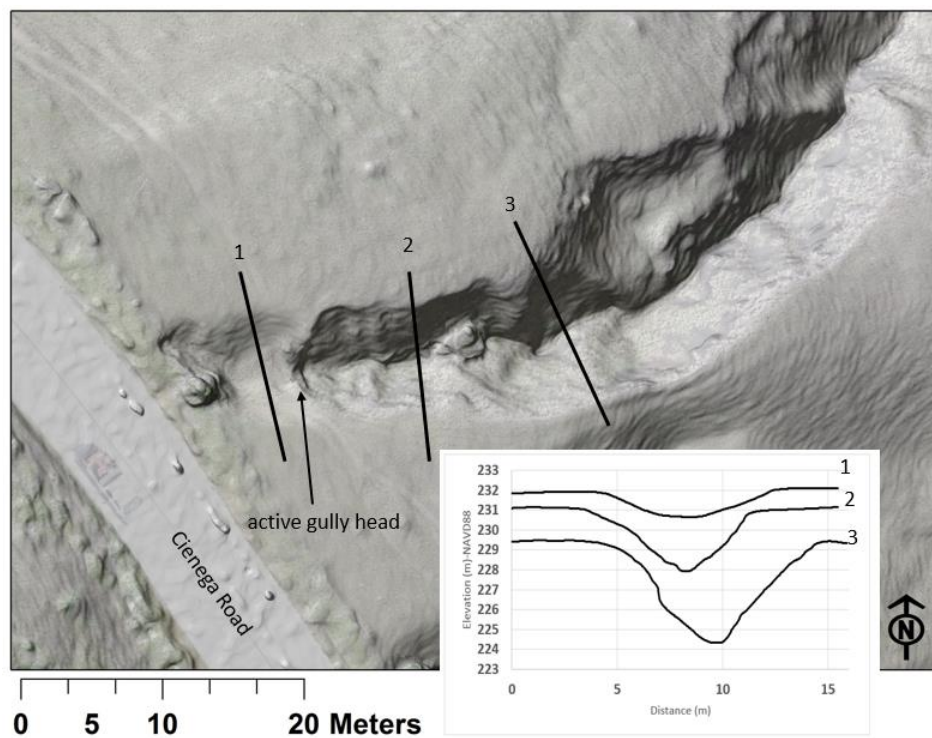 1
2
3
active gully head
Cienega Road
233
232
231
230
229
228
227
226
225
224
223
Elevation (m)-NAVD88
1
2
3
0 5 10 15
Distance (m)
N
0 5 10 20 Meters